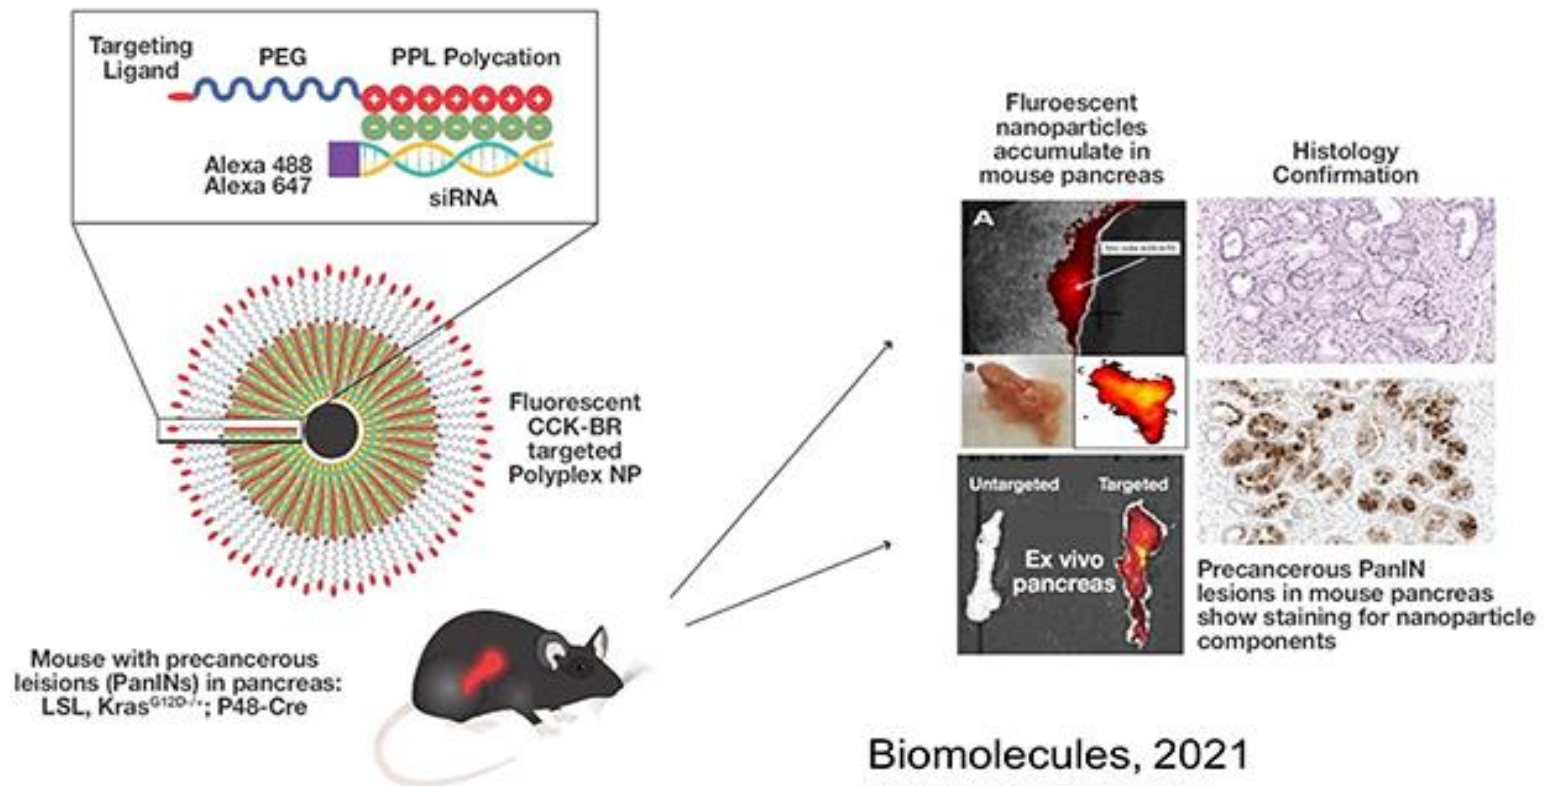 Targeting
Ligand
PEG
PPL Polycation
Alexa 488
Alexa 647
siRNA
Fluorescent
CCK-BR
targeted
Polyplex NP
Mouse with precancerous
leisions (PanINs) in pancreas:
LSL, Kras^G12D-/+; P48-Cre
Fluroescent
nanoparticles
accumulate in
mouse pancreas
A
B
C
Untargeted
Targeted
Ex vivo
pancreas
Histology
Confirmation
Precancerous PanIN
lesions in mouse pancreas
show staining for nanoparticle
components
Biomolecules, 2021